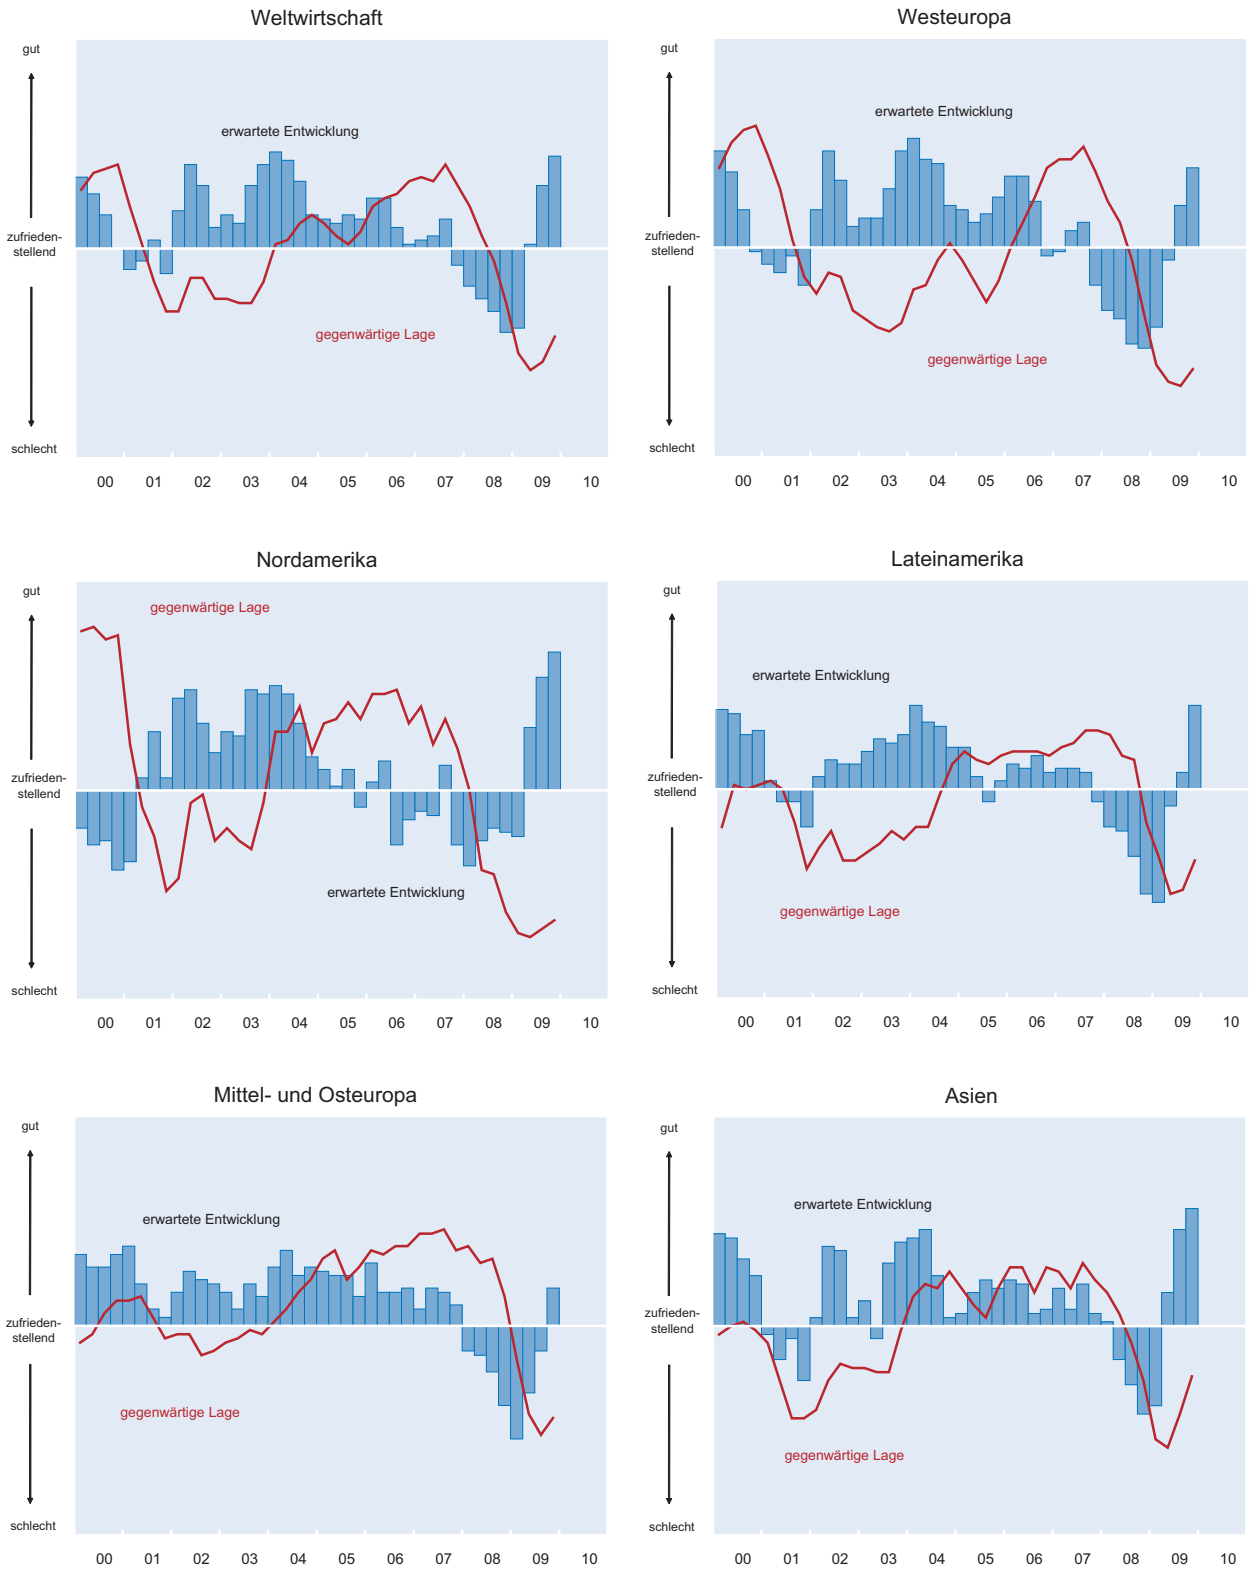 Weltwirtschaft
gut
zufrieden-
stellend
schlecht
erwartete Entwicklung
gegenwärtige Lage
00 01 02 03 04 05 06 07 08 09 10
Westeuropa
gut
zufrieden-
stellend
schlecht
erwartete Entwicklung
gegenwärtige Lage
00 01 02 03 04 05 06 07 08 09 10
Nordamerika
gut
zufrieden-
stellend
schlecht
gegenwärtige Lage
erwartete Entwicklung
00 01 02 03 04 05 06 07 08 09 10
Lateinamerika
gut
zufrieden-
stellend
schlecht
erwartete Entwicklung
gegenwärtige Lage
00 01 02 03 04 05 06 07 08 09 10
Mittel- und Osteuropa
gut
zufrieden-
stellend
schlecht
erwartete Entwicklung
gegenwärtige Lage
00 01 02 03 04 05 06 07 08 09 10
Asien
gut
zufrieden-
stellend
schlecht
erwartete Entwicklung
gegenwärtige Lage
00 01 02 03 04 05 06 07 08 09 10